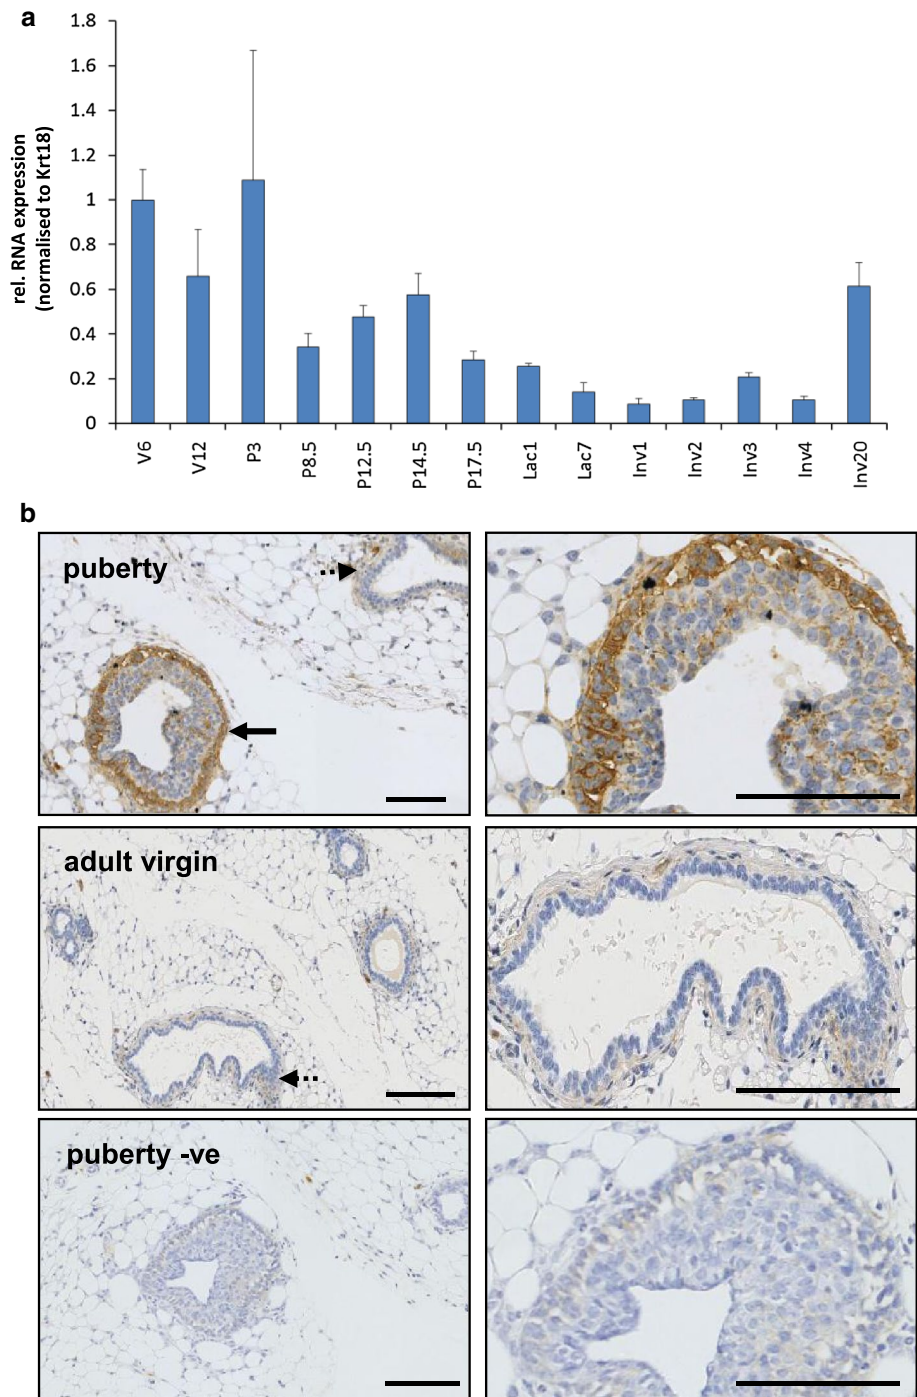 a
rel. RNA expression
(normalised to Krt18)
1.8
1.6
1.4
1.2
1
0.8
0.6
0.4
0.2
0
V6
V12
P3
P8.5
P12.5
P14.5
P17.5
Lac1
Lac7
Inv1
Inv2
Inv3
Inv4
Inv20
b
puberty
adult virgin
puberty -ve